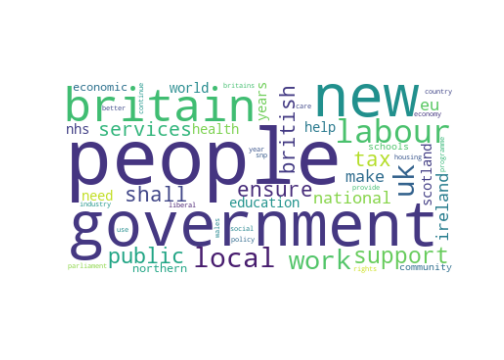 economic
world
britain
better
continue
britains
years
british
care
new
country
eu
economy
nhs
services
health
help
labour
people
year
snp
tax
schools
programme
need
shall
ensure
make
housing
uk
scotland
ireland
industry
liberal
education
national
provide
government
use
wales
social
policy
public
local
work
support
parliament
northern
rights
community